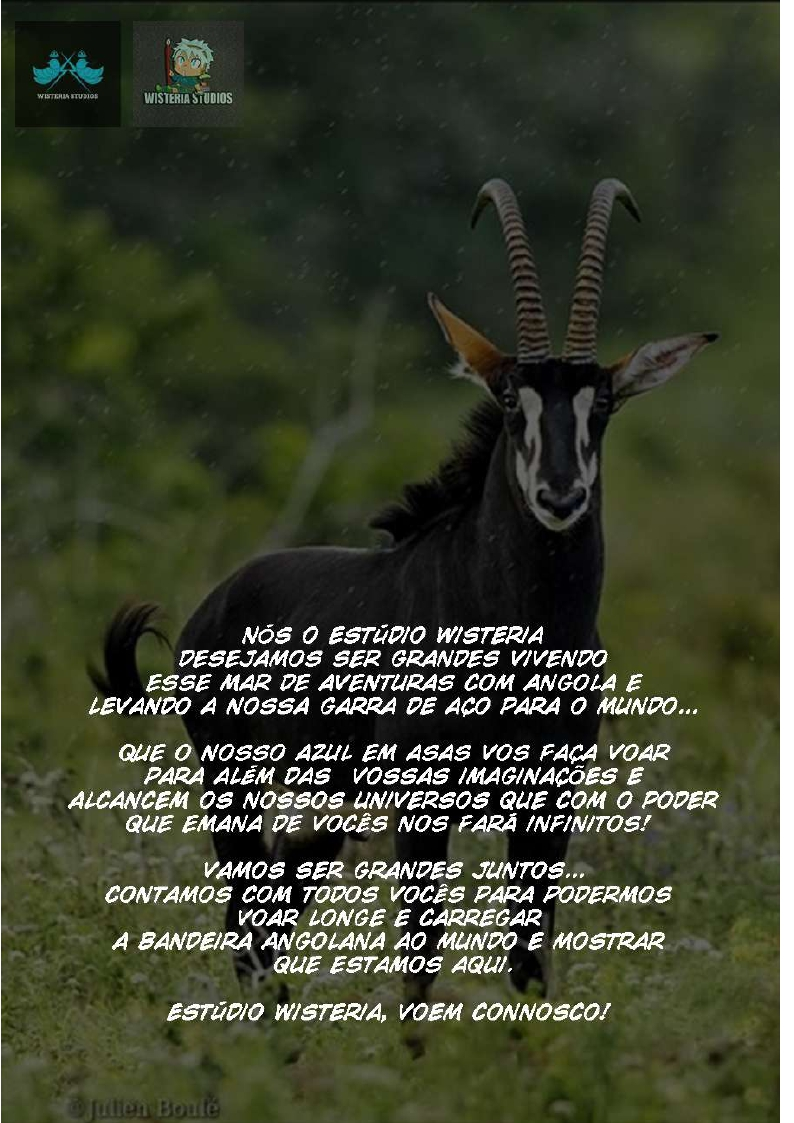 WISTERIA STUDIOS
WISTERIA STUDIOS
NÓS O ESTÚDIO WISTERIA
DESEJAMOS SER GRANDES VIVENDO
ESSE MAR DE AVENTURAS COM ANGOLA E
LEVANDO A NOSSA GARRA DE AÇO PARA O MUNDO...
QUE O NOSSO AZUL EM ASAS VOS FAÇA VOAR
PARA ALÉM DAS VOSSAS IMAGINAÇÕES E
ALCANCEM OS NOSSOS UNIVERSOS QUE COM O PODER
QUE EMANA DE VOCÊS NOS FARÁ INFINITOS!
VAMOS SER GRANDES JUNTOS...
CONTAMOS COM TODOS VOCÊS PARA PODERMOS
VOAR LONGE E CARREGAR
A BANDEIRA ANGOLANA AO MUNDO E MOSTRAR
QUE ESTAMOS AQUI.
ESTÚDIO WISTERIA, VOEM CONNOSCO!
© Julien Boulé